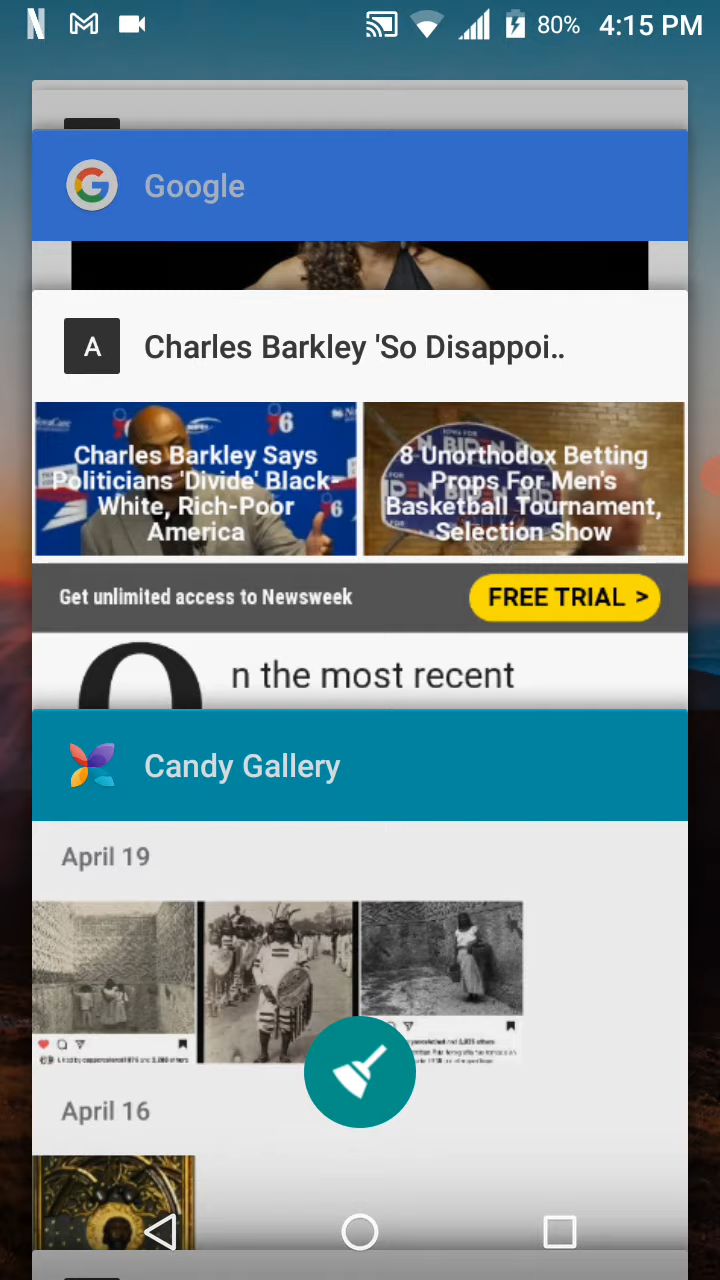 80% 4:15 PM
Google
A Charles Barkley 'So Disappoi..
Charles Barkley Says
Politicians 'Divide' Black-
White, Rich-Poor
America
8 Unorthodox Betting
Props For Men's
Basketball Tournament,
Selection Show
Get unlimited access to Newsweek
FREE TRIAL >
On the most recent
Candy Gallery
April 19
April 16